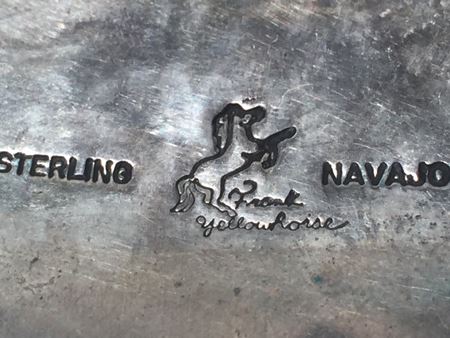 STERLING
Frank
Yellowhorse
NAVAJO